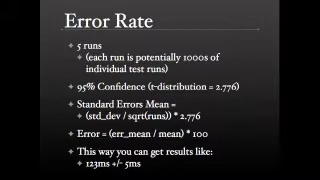 Error Rate
5 runs
(each run is potentially 1000s of
individual test runs)
95% Confidence (t-distribution = 2.776)
Standard Errors Mean =
(std_dev / sqrt(runs)) * 2.776
Error = (err_mean / mean) * 100
This way you can get results like:
123ms +/- 5ms